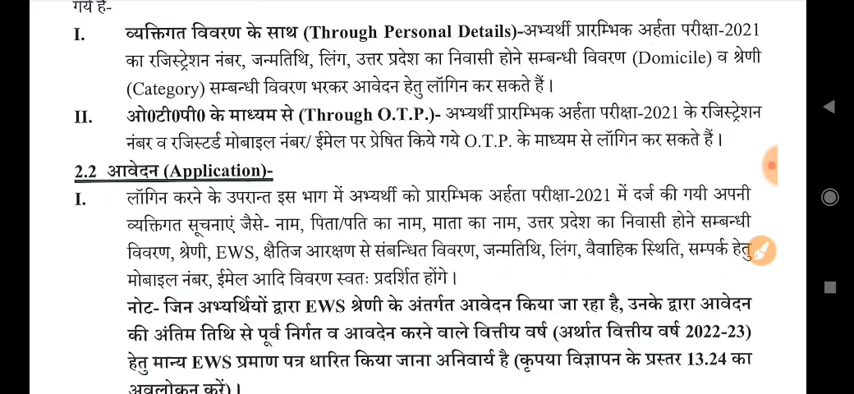 गये हैं-
I. व्यक्तिगत विवरण के साथ (Through Personal Details)-अभ्यर्थी प्रारम्भिक अर्हता परीक्षा-2021
का रजिस्ट्रेशन नंबर, जन्मतिथि, लिंग, उत्तर प्रदेश का निवासी होने सम्बन्धी विवरण (Domicile) व श्रेणी
(Category) सम्बन्धी विवरण भरकर आवेदन हेतु लॉगिन कर सकते हैं।
II. ओ0टी0पी0 के माध्यम से (Through O.T.P.)- अभ्यर्थी प्रारम्भिक अर्हता परीक्षा-2021 के रजिस्ट्रेशन
नंबर व रजिस्टर्ड मोबाइल नंबर/ ईमेल पर प्रेषित किये गये O.T.P. के माध्यम से लॉगिन कर सकते हैं।
2.2 आवेदन (Application)-
I. लॉगिन करने के उपरान्त इस भाग में अभ्यर्थी को प्रारम्भिक अर्हता परीक्षा-2021 में दर्ज की गयी अपनी
व्यक्तिगत सूचनाएं जैसे- नाम, पिता/पति का नाम, माता का नाम, उत्तर प्रदेश का निवासी होने सम्बन्धी
विवरण, श्रेणी, EWS, क्षैतिज आरक्षण से संबन्धित विवरण, जन्मतिथि, लिंग, वैवाहिक स्थिति, सम्पर्क हेतु
मोबाइल नंबर, ईमेल आदि विवरण स्वतः प्रदर्शित होंगे।
नोट- जिन अभ्यर्थियों द्वारा EWS श्रेणी के अंतर्गत आवेदन किया जा रहा है, उनके द्वारा आवेदन
की अंतिम तिथि से पूर्व निर्गत व आवदेन करने वाले वित्तीय वर्ष (अर्थात वित्तीय वर्ष 2022-23)
हेतु मान्य EWS प्रमाण पत्र धारित किया जाना अनिवार्य है (कृपया विज्ञापन के प्रस्तर 13.24 का
अवलोकन करें)।